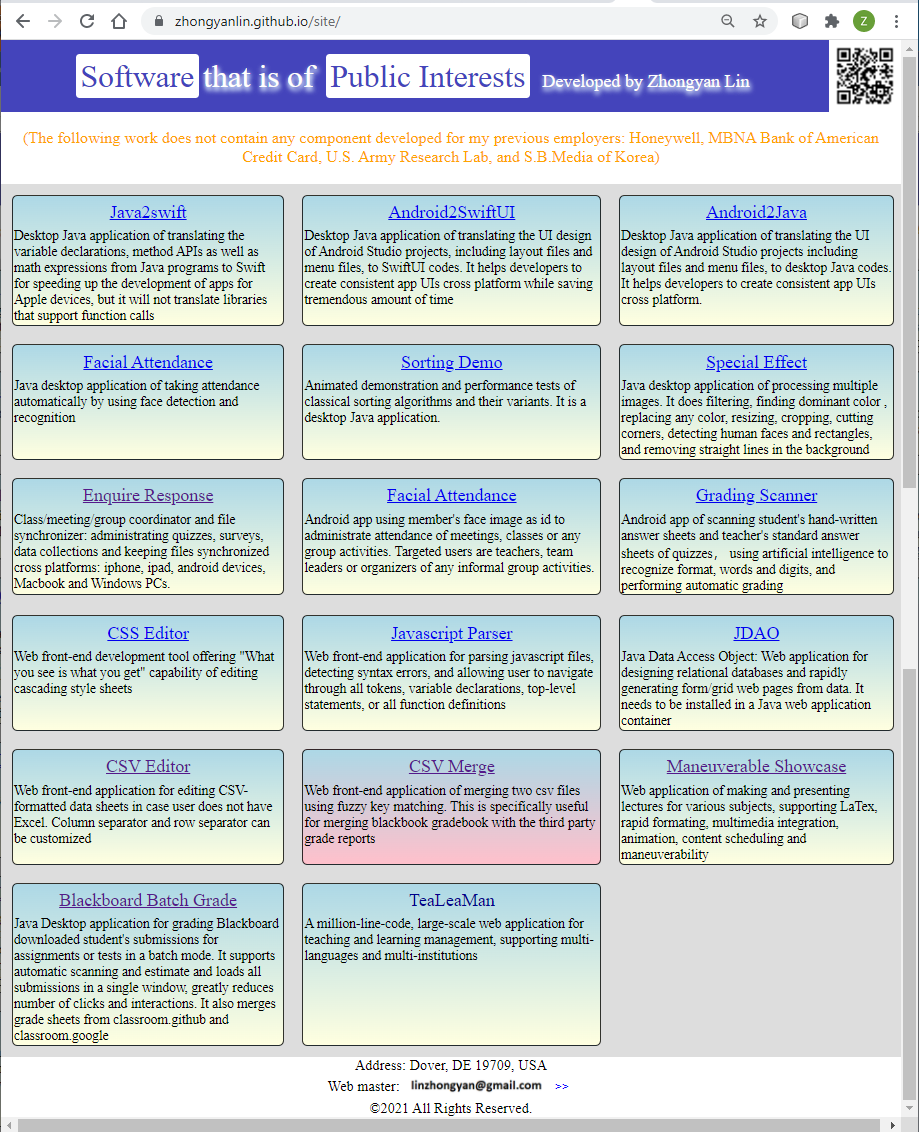 zhongyanlin.github.io/site/
Z
Software that is of Public Interests Developed by Zhongyan Lin
(The following work does not contain any component developed for my previous employers: Honeywell, MBNA Bank of American
Credit Card, U.S. Army Research Lab, and S.B.Media of Korea)
Java2swift
Desktop Java application of translating the
variable declarations, method APIs as well as
math expressions from Java programs to Swift
for speeding up the development of apps for
Apple devices, but it will not translate libraries
that support function calls
Android2SwiftUI
Desktop Java application of translating the UI design
of Android Studio projects, including layout files and
menu files, to SwiftUI codes. It helps developers to
create consistent app UIs cross platform while saving
tremendous amount of time
Android2Java
Desktop Java application of translating the UI
design of Android Studio projects including
layout files and menu files, to desktop Java codes.
It helps developers to create consistent app UIs
cross platform.
Facial Attendance
Java desktop application of taking attendance
automatically by using face detection and
recognition
Sorting Demo
Animated demonstration and performance tests of
classical sorting algorithms and their variants. It is a
desktop Java application.
Special Effect
Java desktop application of processing multiple
images. It does filtering, finding dominant color ,
replacing any color, resizing, cropping, cutting
corners, detecting human faces and rectangles,
and removing straight lines in the background
Enquire Response
Class/meeting/group coordinator and file
synchronizer: administrating quizzes, surveys,
data collections and keeping files synchronized
cross platforms: iphone, ipad, android devices,
Macbook and Windows PCs.
Facial Attendance
Android app using member's face image as id to
administrate attendance of meetings, classes or any
group activities. Targeted users are teachers, team
leaders or organizers of any informal group activities.
Grading Scanner
Android app of scanning student's hand-written
answer sheets and teacher's standard answer
sheets of quizzes， using artificial intelligence to
recognize format, words and digits, and
performing automatic grading
CSS Editor
Web front-end development tool offering "What
you see is what you get" capability of editing
cascading style sheets
Javascript Parser
Web front-end application for parsing javascript files,
detecting syntax errors, and allowing user to navigate
through all tokens, variable declarations, top-level
statements, or all function definitions
JDAO
Java Data Access Object: Web application for
designing relational databases and rapidly
generating form/grid web pages from data. It
needs to be installed in a Java web application
container
CSV Editor
Web front-end application for editing CSV-
formatted data sheets in case user does not have
Excel. Column separator and row separator can
be customized
CSV Merge
Web front-end application of merging two csv files
using fuzzy key matching. This is specifically useful
for merging blackbook gradebook with the third party
grade reports
Maneuverable Showcase
Web application of making and presenting
lectures for various subjects, supporting LaTex,
rapid formating, multimedia integration,
animation, content scheduling and
maneuverability
Blackboard Batch Grade
Java Desktop application for grading Blackboard
downloaded student's submissions for
assignments or tests in a batch mode. It supports
automatic scanning and estimate and loads all
submissions in a single window, greatly reduces
number of clicks and interactions. It also merges
grade sheets from classroom.github and
classroom.google
TeaLeaMan
A million-line-code, large-scale web application for
teaching and learning management, supporting multi-
languages and multi-institutions
Address: Dover, DE 19709, USA
Web master: linzhongyan@gmail.com >>
©2021 All Rights Reserved.